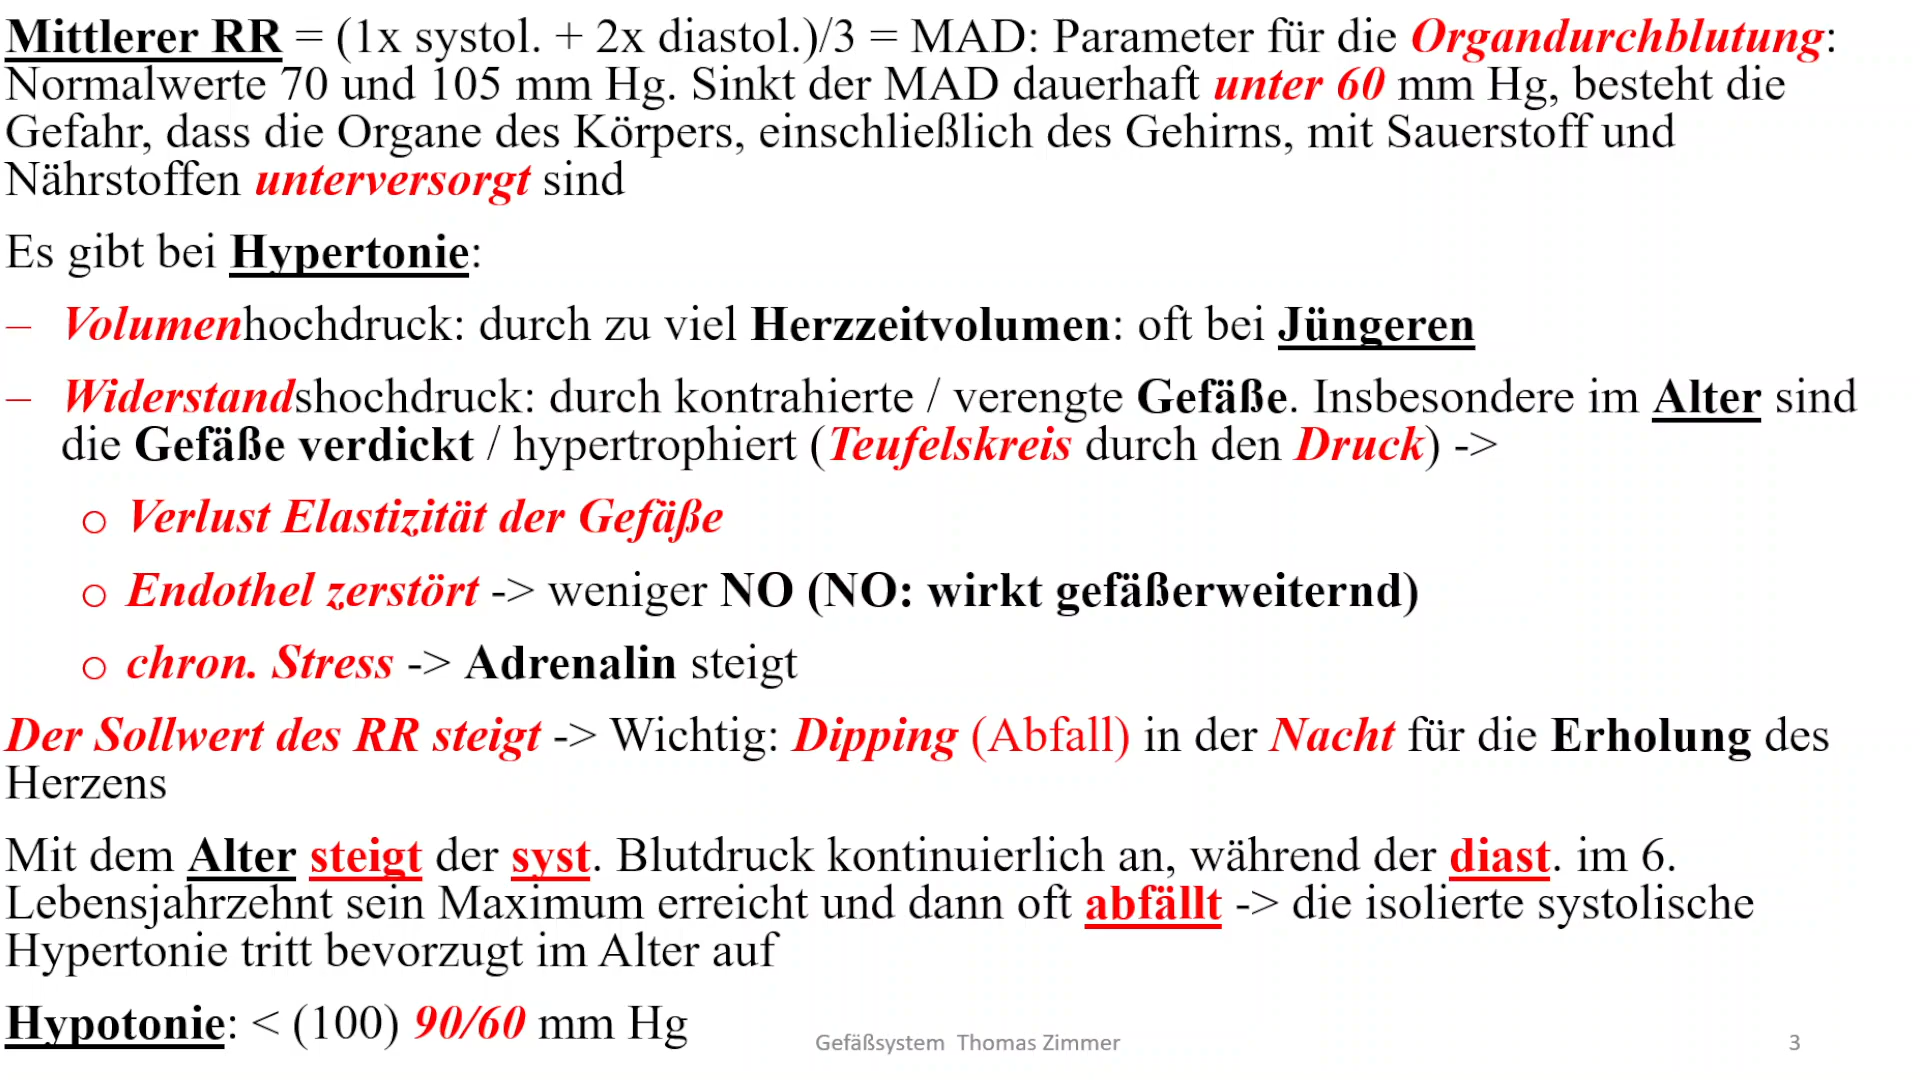 Mittlerer RR = (1x systol. + 2x diastol.)/3 = MAD: Parameter für die Organdurchblutung:
Normalwerte 70 und 105 mm Hg. Sinkt der MAD dauerhaft unter 60 mm Hg, besteht die
Gefahr, dass die Organe des Körpers, einschließlich des Gehirns, mit Sauerstoff und
Nährstoffen unterversorgt sind
Es gibt bei Hypertonie:
– Volumenhochdruck: durch zu viel Herzzeitvolumen: oft bei Jüngeren
– Widerstandshochdruck: durch kontrahierte / verengte Gefäße. Insbesondere im Alter sind
die Gefäße verdickt / hypertrophiert (Teufelskreis durch den Druck) ->
o Verlust Elastizität der Gefäße
o Endothel zerstört -> weniger NO (NO: wirkt gefäßerweiternd)
o chron. Stress -> Adrenalin steigt
Der Sollwert des RR steigt -> Wichtig: Dipping (Abfall) in der Nacht für die Erholung des
Herzens
Mit dem Alter steigt der syst. Blutdruck kontinuierlich an, während der diast. im 6.
Lebensjahrzehnt sein Maximum erreicht und dann oft abfällt -> die isolierte systolische
Hypertonie tritt bevorzugt im Alter auf
Hypotonie: < (100) 90/60 mm Hg
Gefäßsystem Thomas Zimmer
3